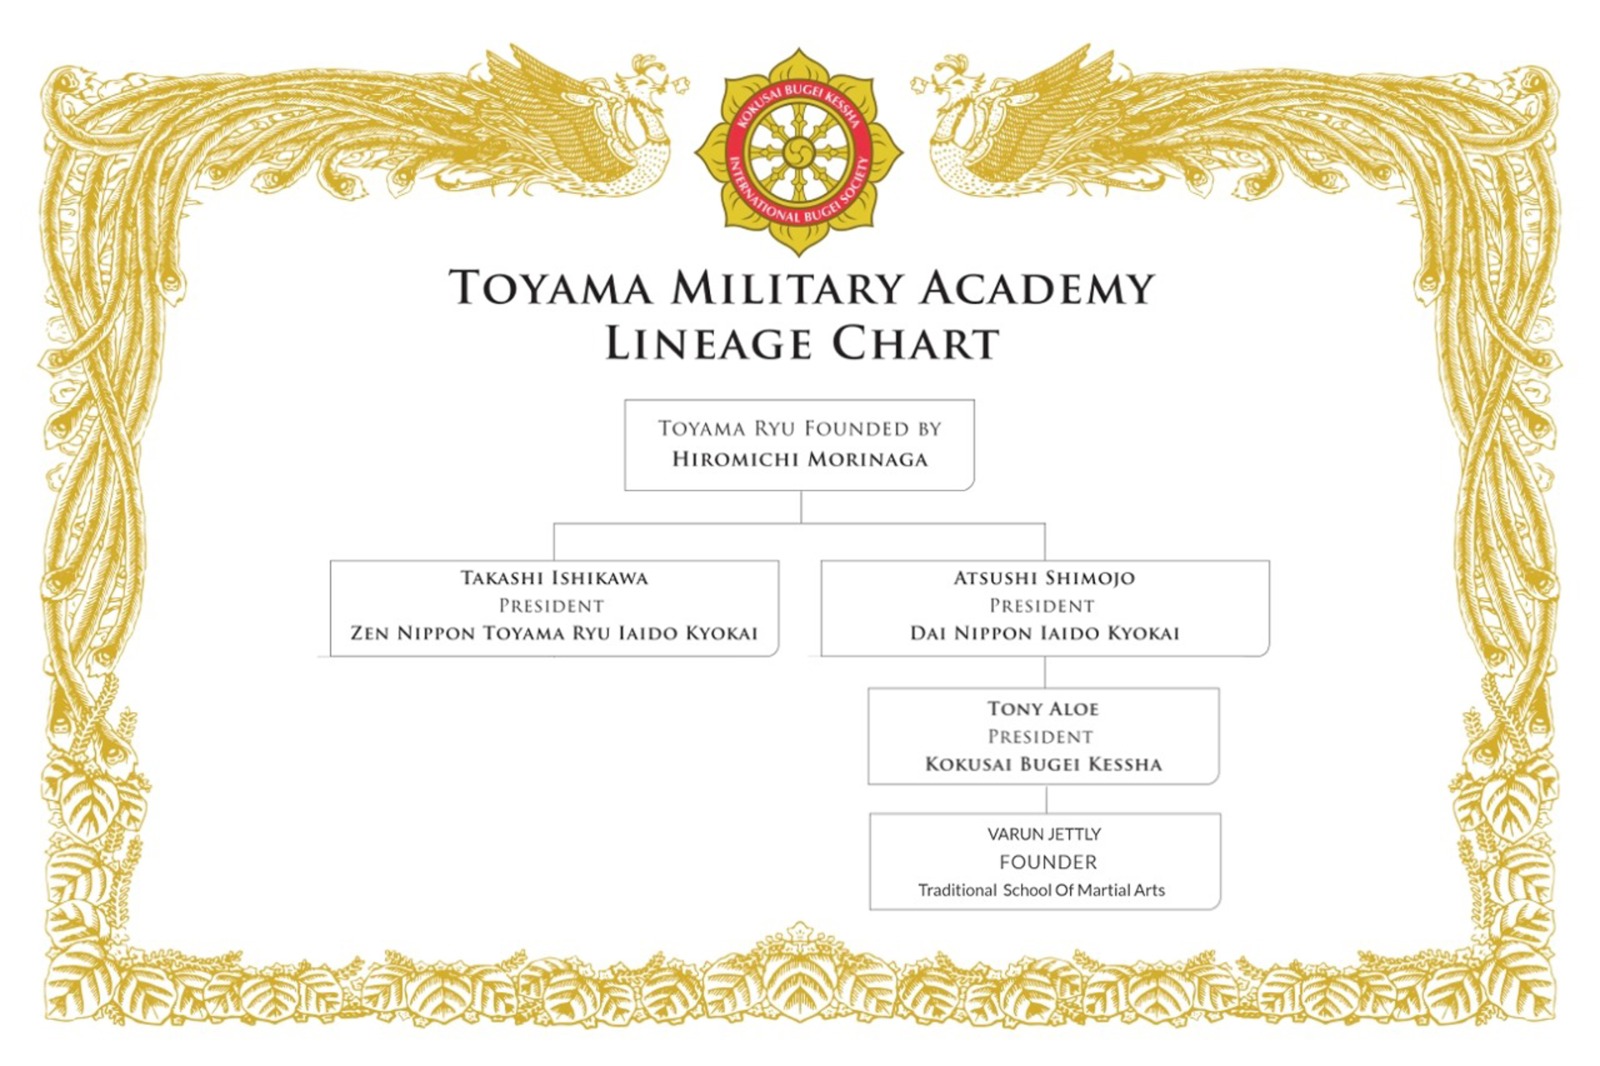 KOKUSAI BUGEI KESSHA
INTERNATIONAL BUGEI SOCIETY
TOYAMA MILITARY ACADEMY
LINEAGE CHART
TOYAMA RYU FOUNDED BY
HIROMICHI MORINAGA
TAKASHI ISHIKAWA
PRESIDENT
ZEN NIPPON TOYAMA RYU IAIDO KYOKAI
ATSUSHI SHIMOJO
PRESIDENT
DAI NIPPON IAIDO KYOKAI
TONY ALOE
PRESIDENT
KOKUSAI BUGEI KESSHA
VARUN JETTLY
FOUNDER
Traditional School Of Martial Arts